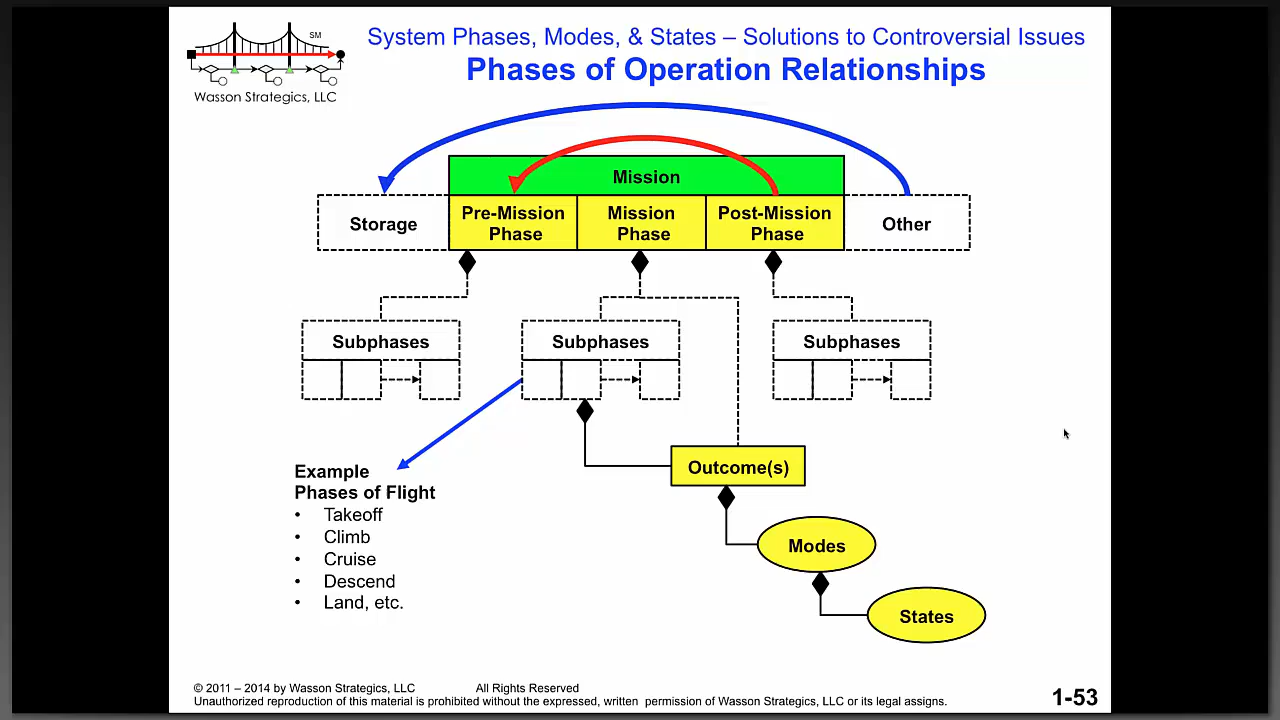 SM
Wasson Strategics, LLC
System Phases, Modes, & States – Solutions to Controversial Issues
Phases of Operation Relationships
Mission
Storage
Pre-Mission
Phase
Mission
Phase
Post-Mission
Phase
Other
Subphases
Subphases
Subphases
Outcome(s)
Modes
States
Example
Phases of Flight
• Takeoff
• Climb
• Cruise
• Descend
• Land, etc.
© 2011 – 2014 by Wasson Strategics, LLC All Rights Reserved
Unauthorized reproduction of this material is prohibited without the expressed, written permission of Wasson Strategics, LLC or its legal assigns.
1-53